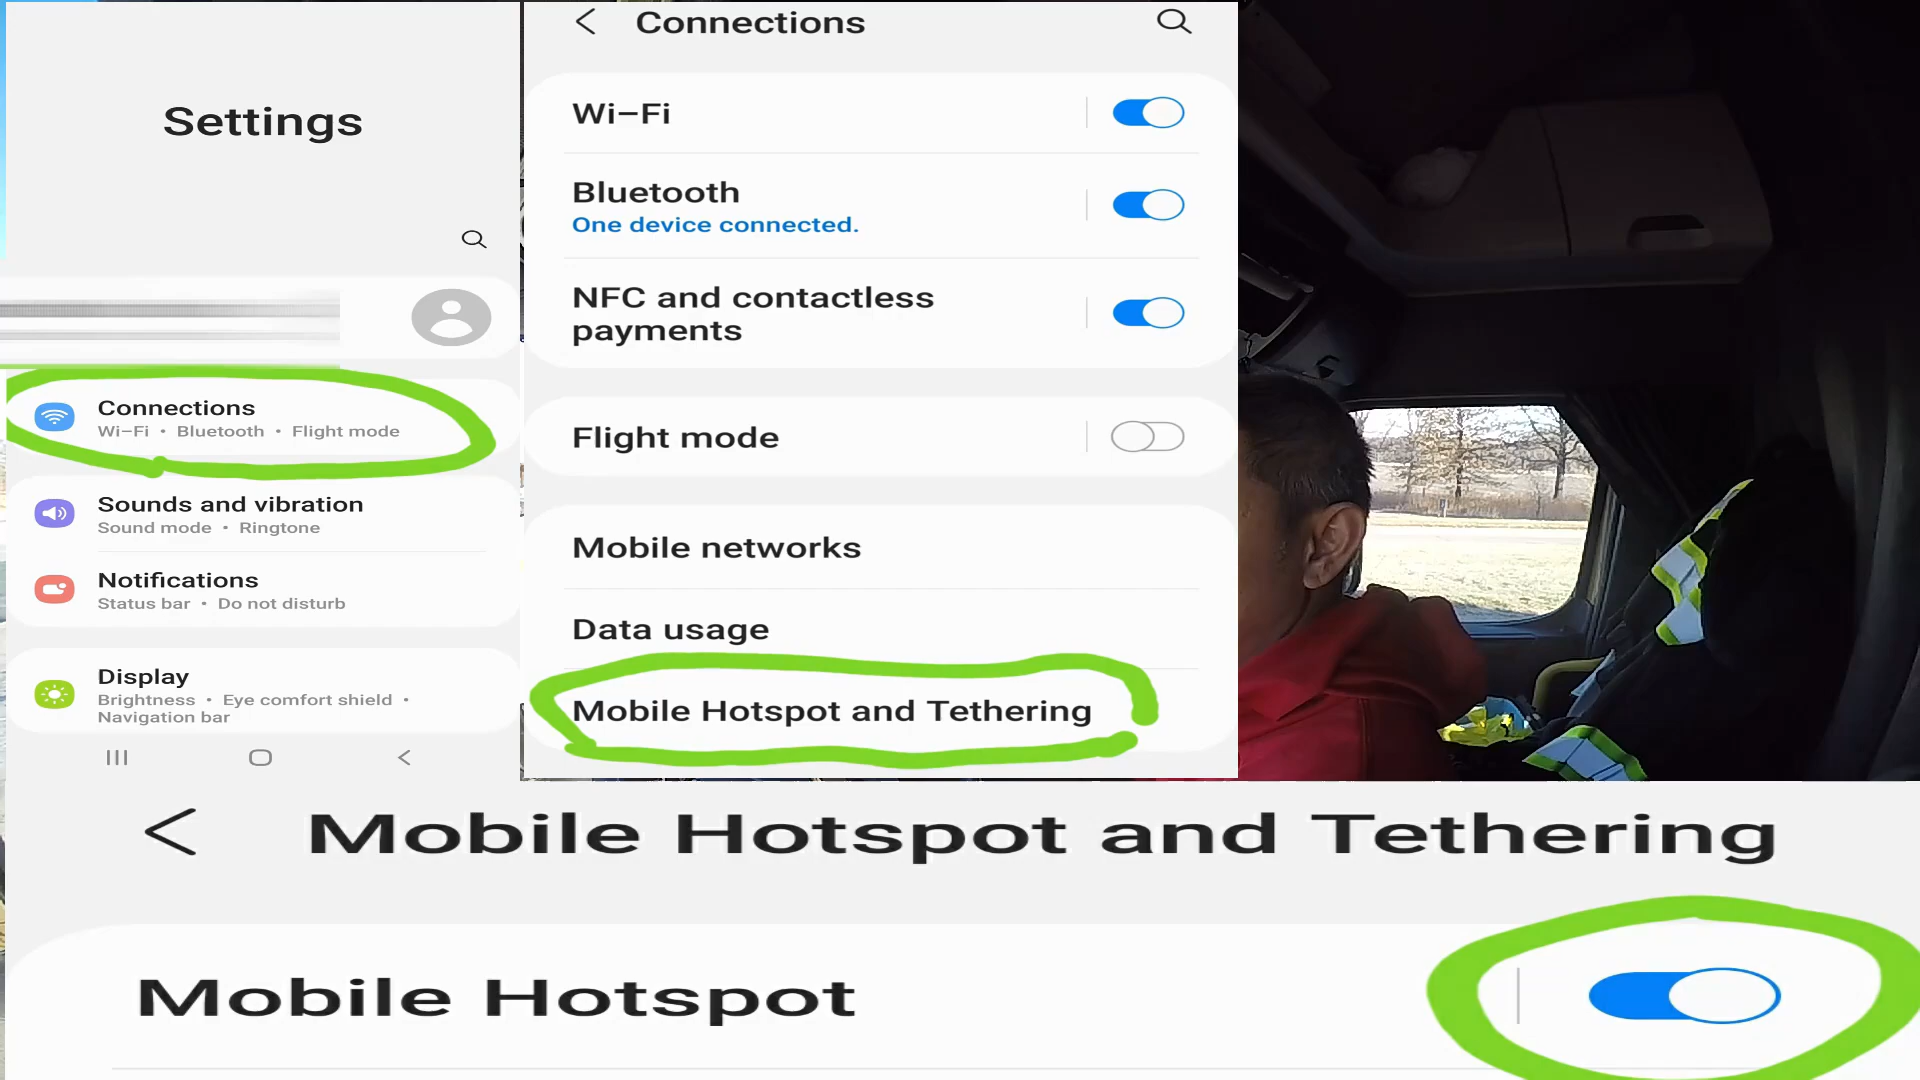 Settings
Connections
Wi-Fi • Bluetooth • Flight mode
Sounds and vibration
Sound mode • Ringtone
Notifications
Status bar • Do not disturb
Display
Brightness • Eye comfort shield •
Navigation bar
Connections
Wi-Fi
Bluetooth
One device connected.
NFC and contactless
payments
Flight mode
Mobile networks
Data usage
Mobile Hotspot and Tethering
Mobile Hotspot and Tethering
Mobile Hotspot